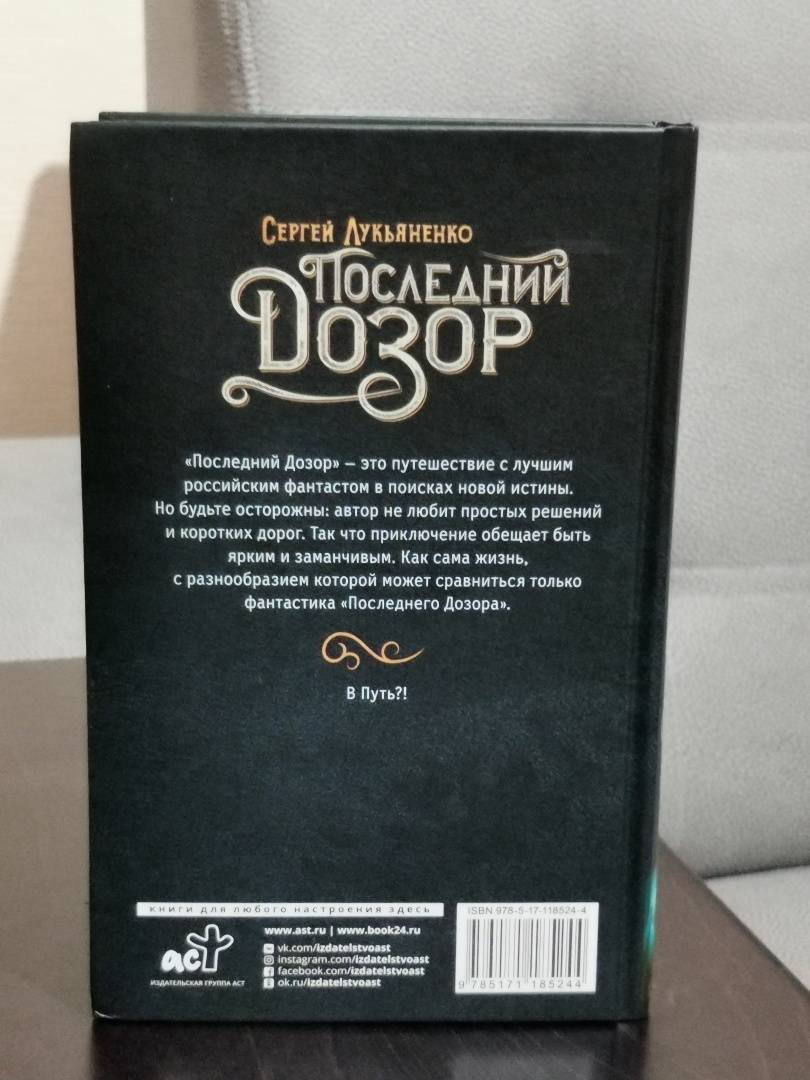 Сергей Лукьяненко
Последний
Дозор
«Последний Дозор» — это путешествие с лучшим
российским фантастом в поисках новой истины.
Но будьте осторожны: автор не любит простых решений
и коротких дорог. Так что приключение обещает быть
ярким и заманчивым. Как сама жизнь,
с разнообразием которой может сравниться только
фантастика «Последнего Дозора».
В Путь?!
книги для любого настроения здесь
www.ast.ru | www.book24.ru
vk.com/izdatelstvoast
instagram.com/izdatelstvoast
facebook.com/izdatelstvoast
ok.ru/izdatelstvoast
аст
ИЗДАТЕЛЬСКАЯ ГРУППА АСТ
ISBN 978-5-17-118524-4
9 785171 185244